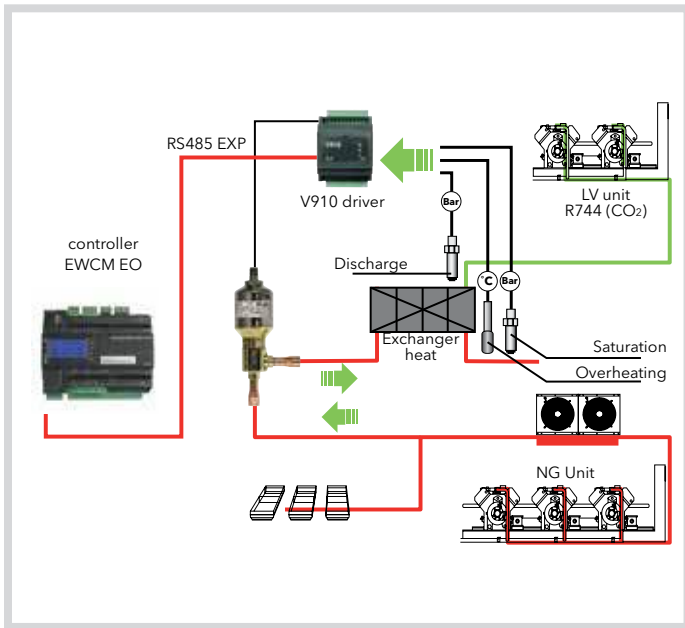 RS485 EXP
V910 driver
LV unit
R744 (CO2)
controller
EWCM EO
Bar
Discharge
°C
Bar
Exchanger
heat
Saturation
Overheating
NG Unit